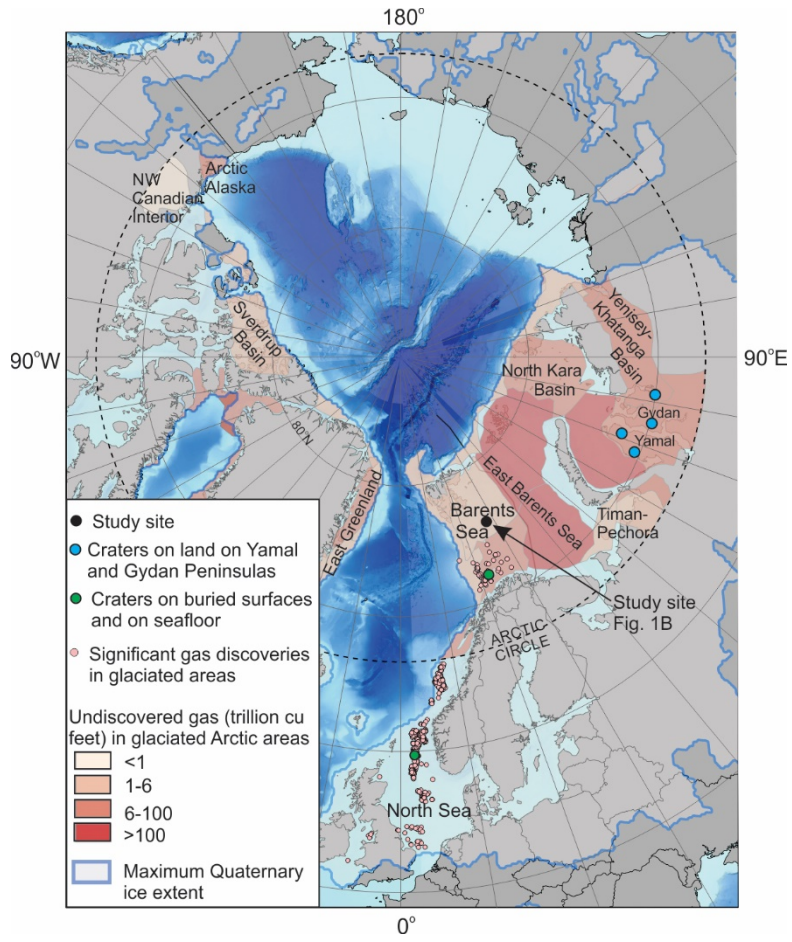 180°
NW
Canadian
Interior
Arctic
Alaska
Sverdrup
Basin
Yenisey-
Khatanga
Basin
90°W
90°E
North Kara
Basin
Gydan
Yamal
80°N
East Greenland
East Barents Sea
Barents
Sea
Timan-
Pechora
Study site
Fig. 1B
ARCTIC
CIRCLE
North Sea
Study site
Craters on land on Yamal
and Gydan Peninsulas
Craters on buried surfaces
and on seafloor
Significant gas discoveries
in glaciated areas
Undiscovered gas (trillion cu
feet) in glaciated Arctic areas
<1
1-6
6-100
>100
Maximum Quaternary
ice extent
0°